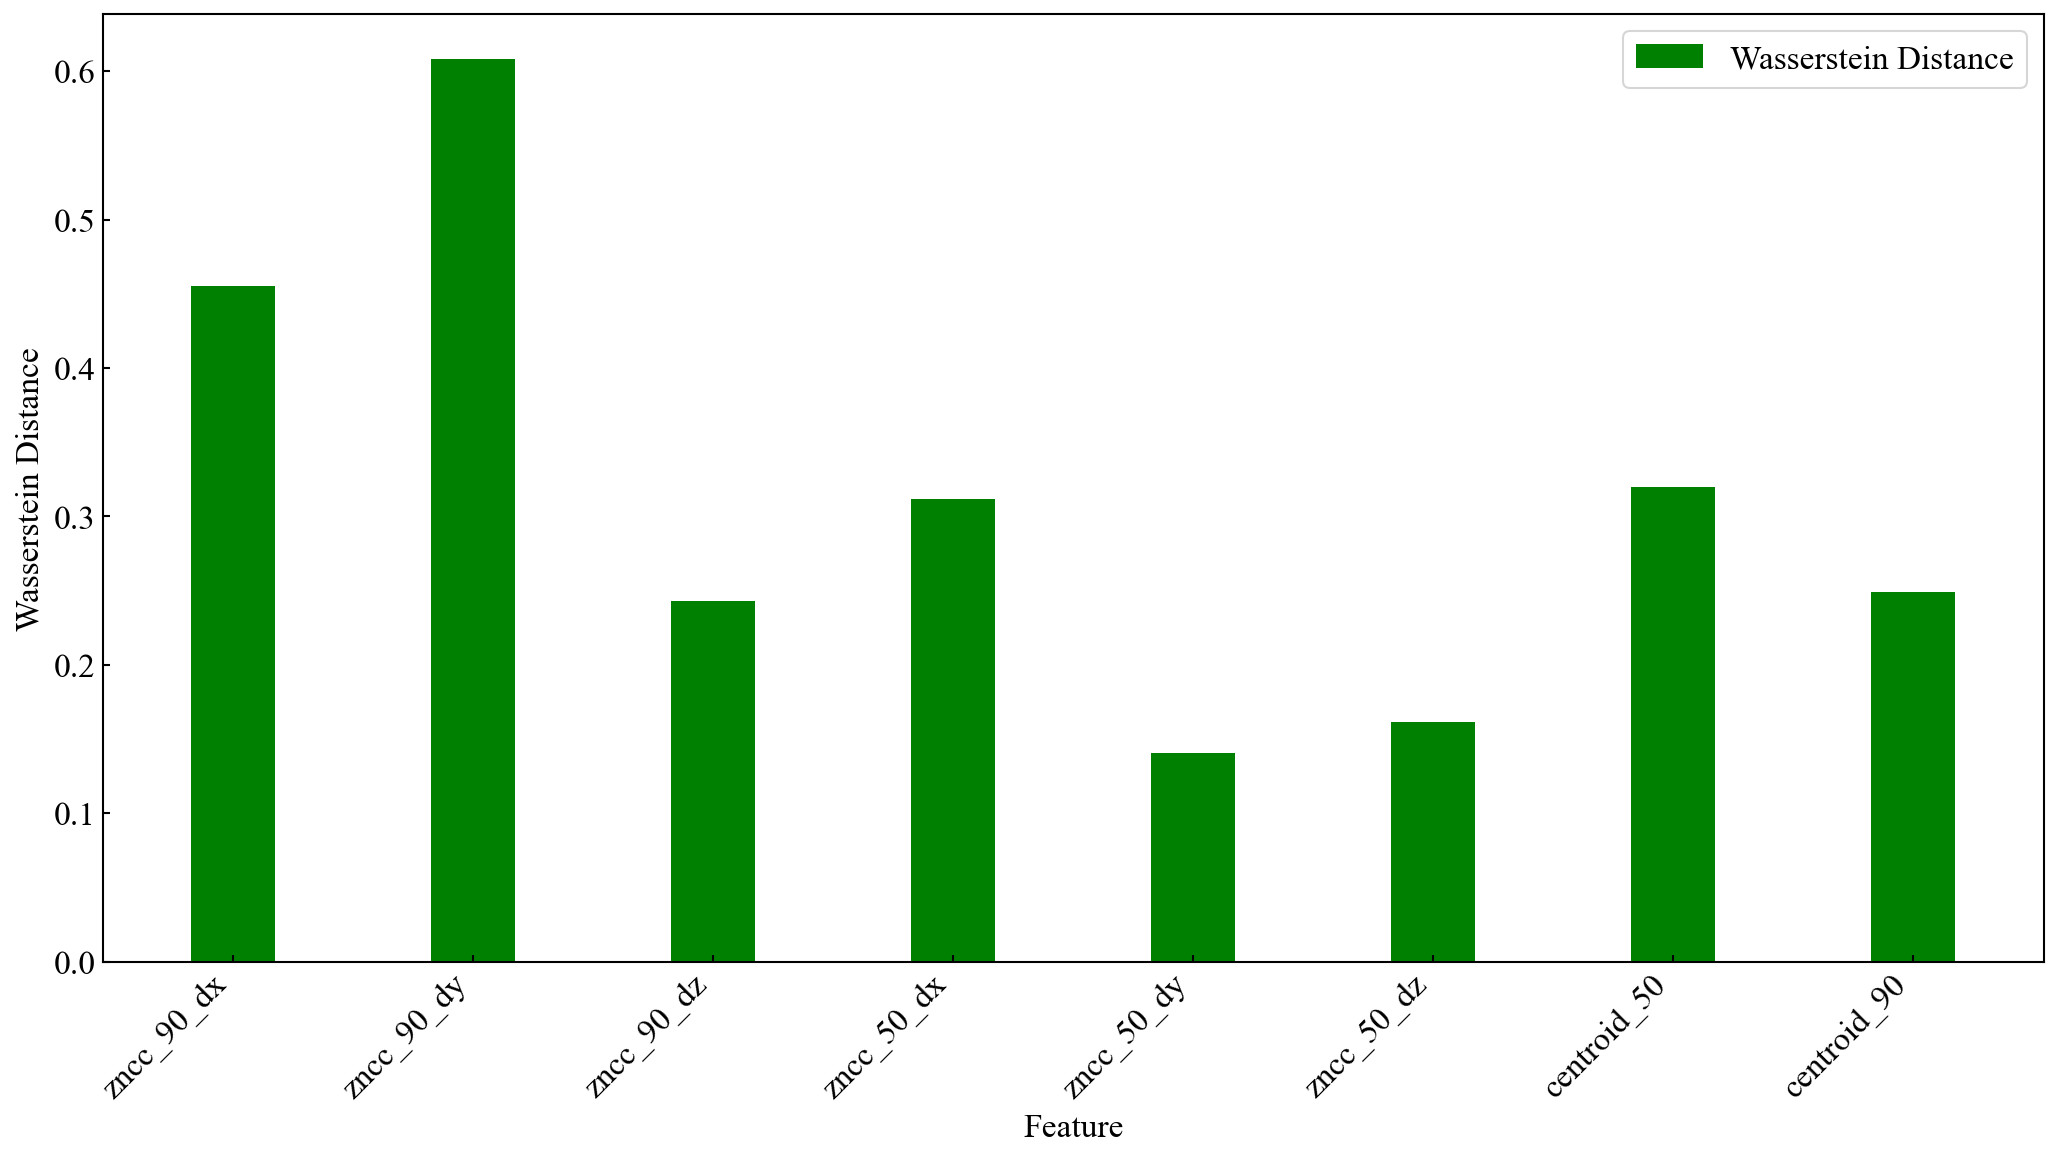 Wasserstein Distance
0.6
0.5
0.4
0.3
0.2
0.1
0.0
Wasserstein Distance
zncc_90_dx
zncc_90_dy
zncc_90_dz
zncc_50_dx
zncc_50_dy
zncc_50_dz
centroid_50
centroid_90
Feature